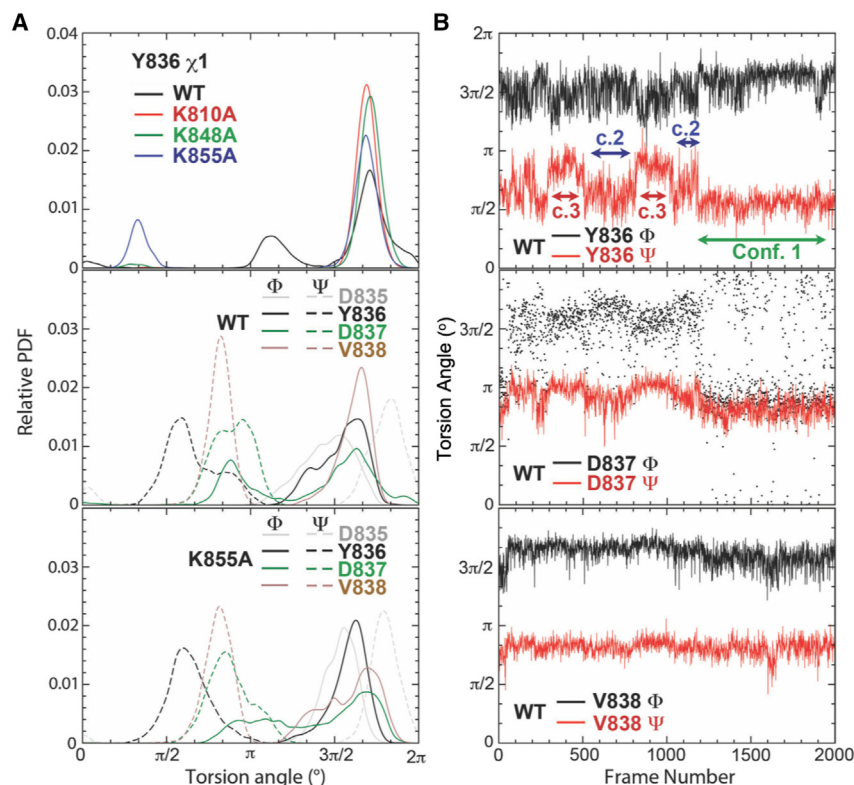 A
Y836 χ1
WT
K810A
K848A
K855A
0.04
0.03
0.02
0.01
0
Φ Ψ
WT
D835
Y836
D837
V838
0.03
0.02
0.01
0
Relative PDF
Φ Ψ
K855A
D835
Y836
D837
V838
0.03
0.02
0.01
0
0 π/2 π 3π/2 2π
Torsion angle (º)
B
2π
3π/2
π
π/2
0
c.2 c.2
c.3 c.3
Conf. 1
WT Y836 Φ
Y836 Ψ
3π/2
π
π/2
0
Torsion Angle (º)
WT D837 Φ
D837 Ψ
3π/2
π
π/2
0
WT V838 Φ
V838 Ψ
0 500 1000 1500 2000
Frame Number